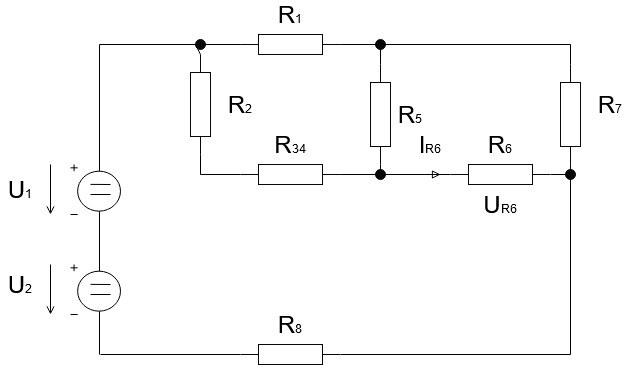 R1
R2
R5
R7
R34
IR6
R6
+
U1
−
UR6
+
U2
−
R8